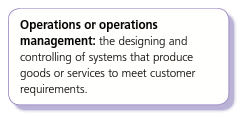 Operations or operations
management: the designing and
controlling of systems that produce
goods or services to meet customer
requirements.